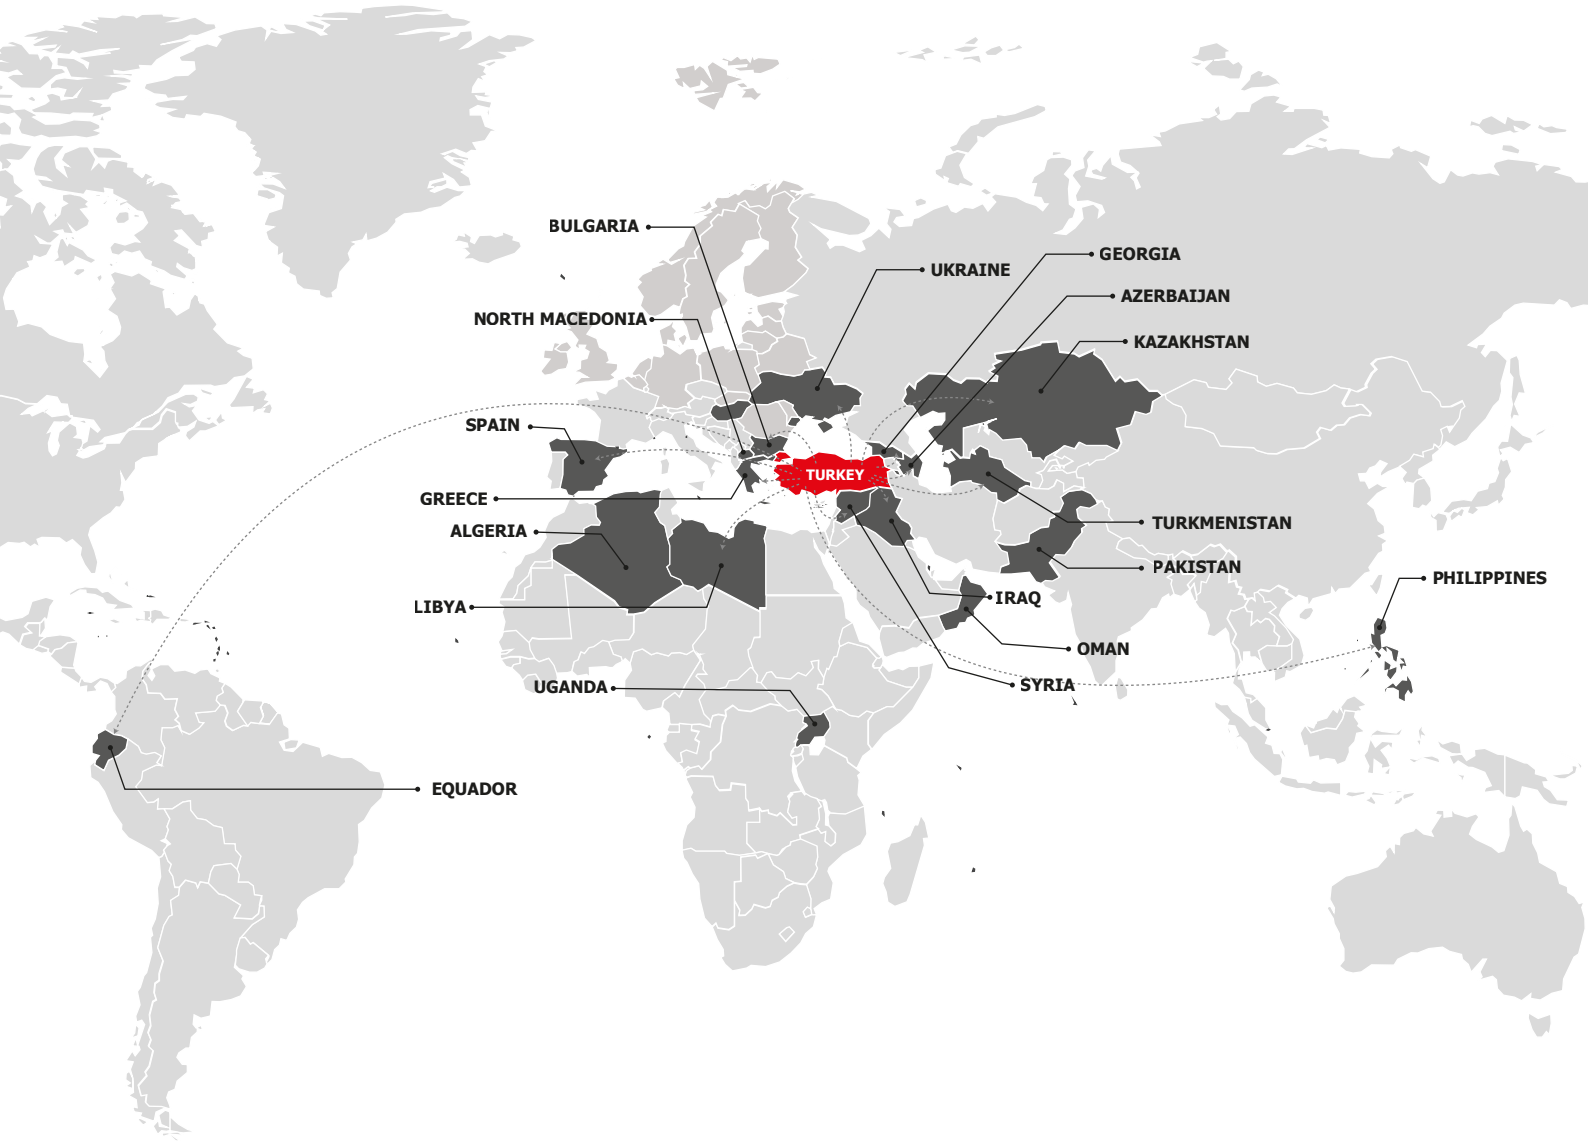 BULGARIA
GEORGIA
UKRAINE
AZERBAIJAN
NORTH MACEDONIA
KAZAKHSTAN
SPAIN
TURKEY
GREECE
TURKMENISTAN
ALGERIA
PAKISTAN
PHILIPPINES
IRAQ
LIBYA
OMAN
SYRIA
UGANDA
EQUADOR